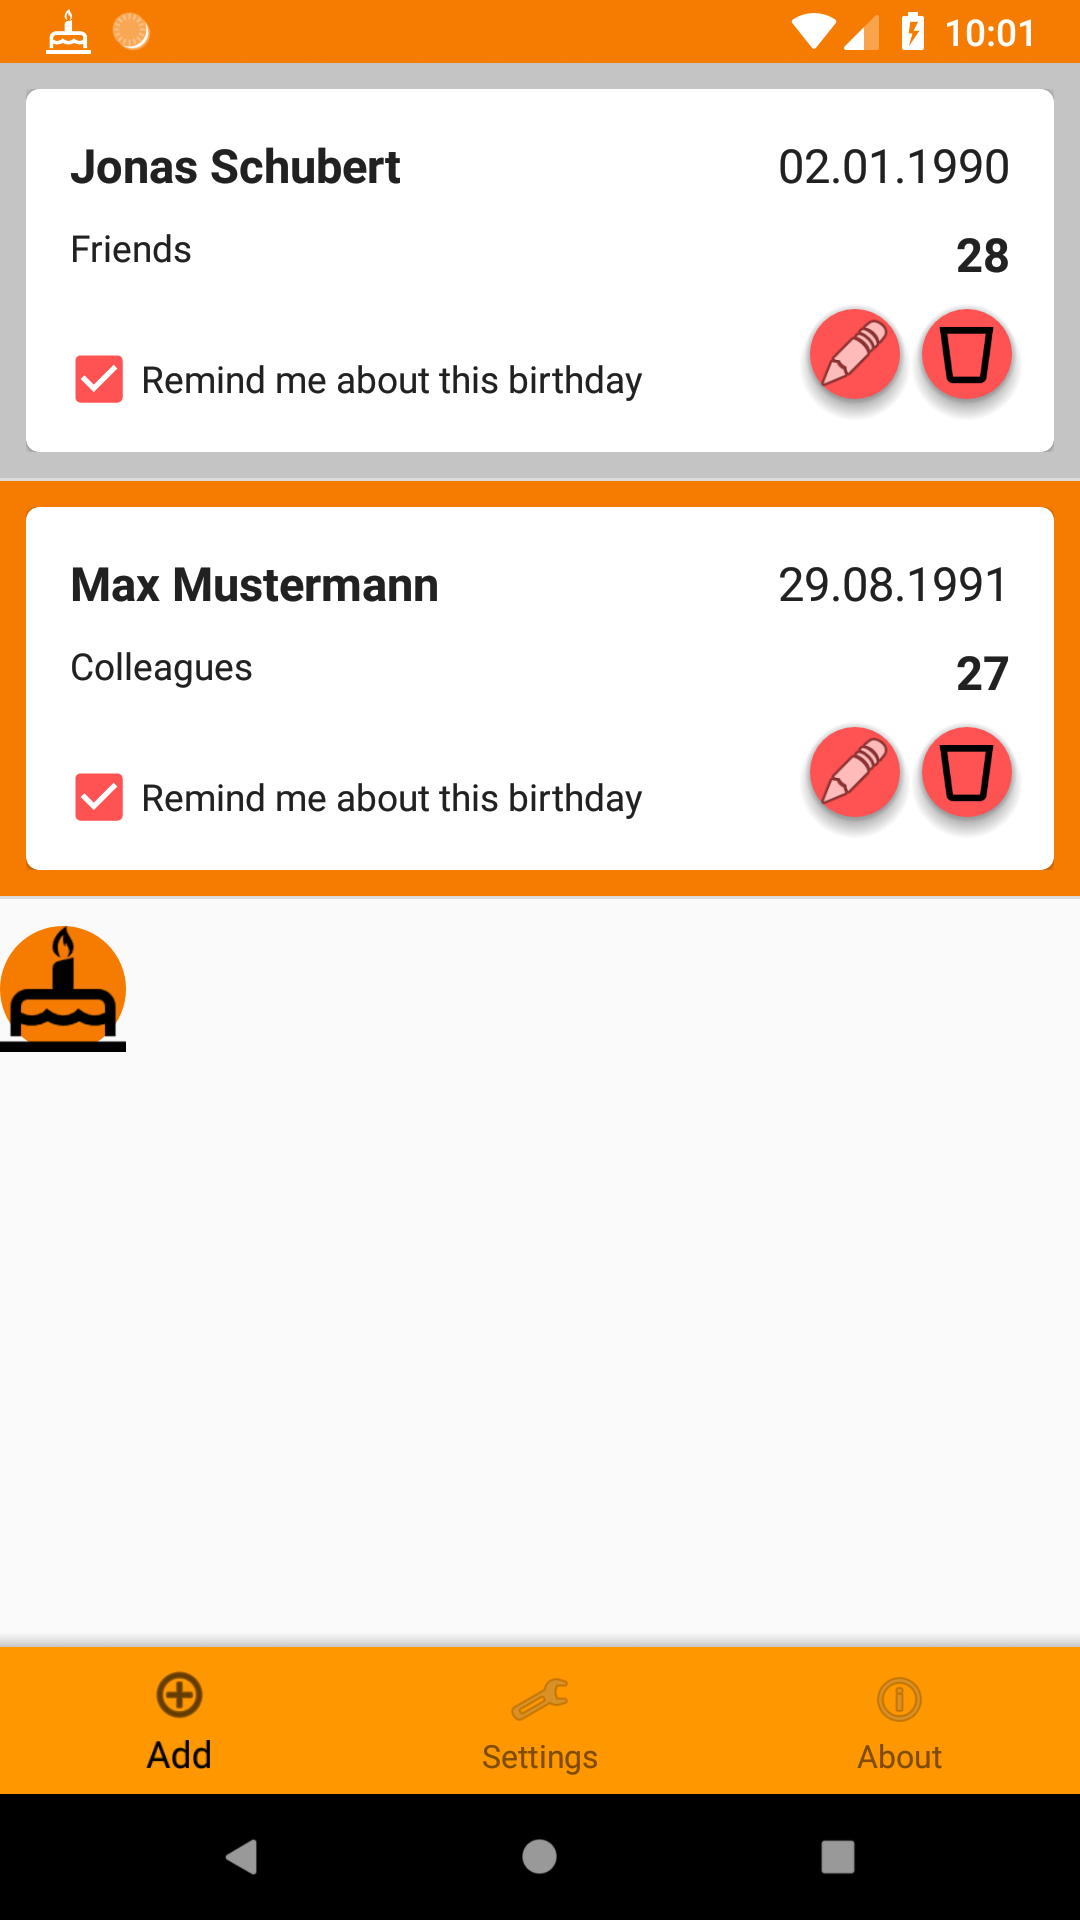 10:01
Jonas Schubert 02.01.1990
Friends 28
Remind me about this birthday
Max Mustermann 29.08.1991
Colleagues 27
Remind me about this birthday
Add Settings About